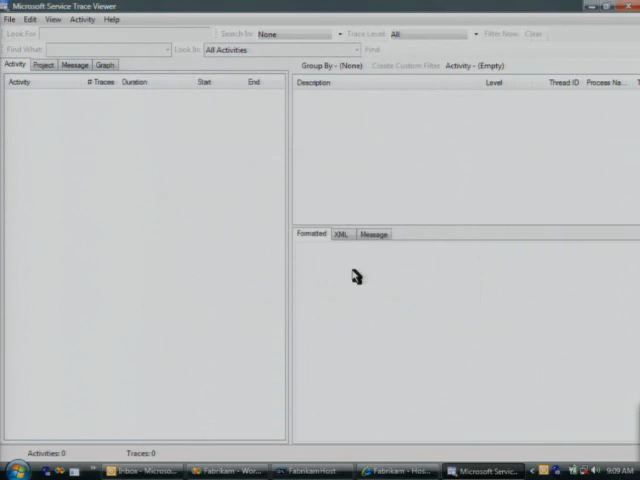 Microsoft Service Trace Viewer
File Edit View Activity Help
Look For Search In: None Trace Level: All Filter Now Clear
Find What: Look In: All Activities Find
Activity Project Message Graph Group By - (None) Create Custom Filter Activity - (Empty)
Activity # Traces Duration Start End Description Level Thread ID Process Na...
Formatted XML Message
Activities: 0 Traces: 0
Inbox - Microso... Fabrikam - Wor... FabrikamHost Fabrikam - Hos... Microsoft Servic... 9:09 AM